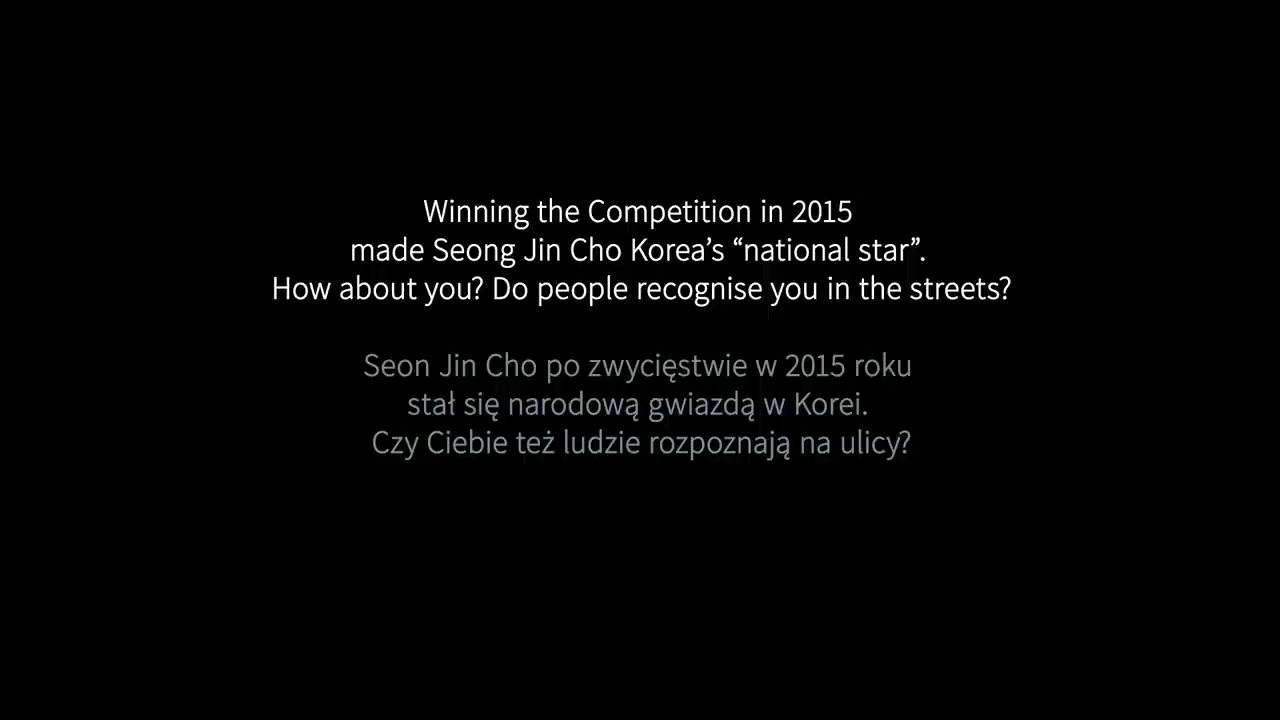 Winning the Competition in 2015
made Seong Jin Cho Korea’s “national star”.
How about you? Do people recognise you in the streets?
Seon Jin Cho po zwycięstwie w 2015 roku
stał się narodową gwiazdą w Korei.
Czy Ciebie też ludzie rozpoznają na ulicy?